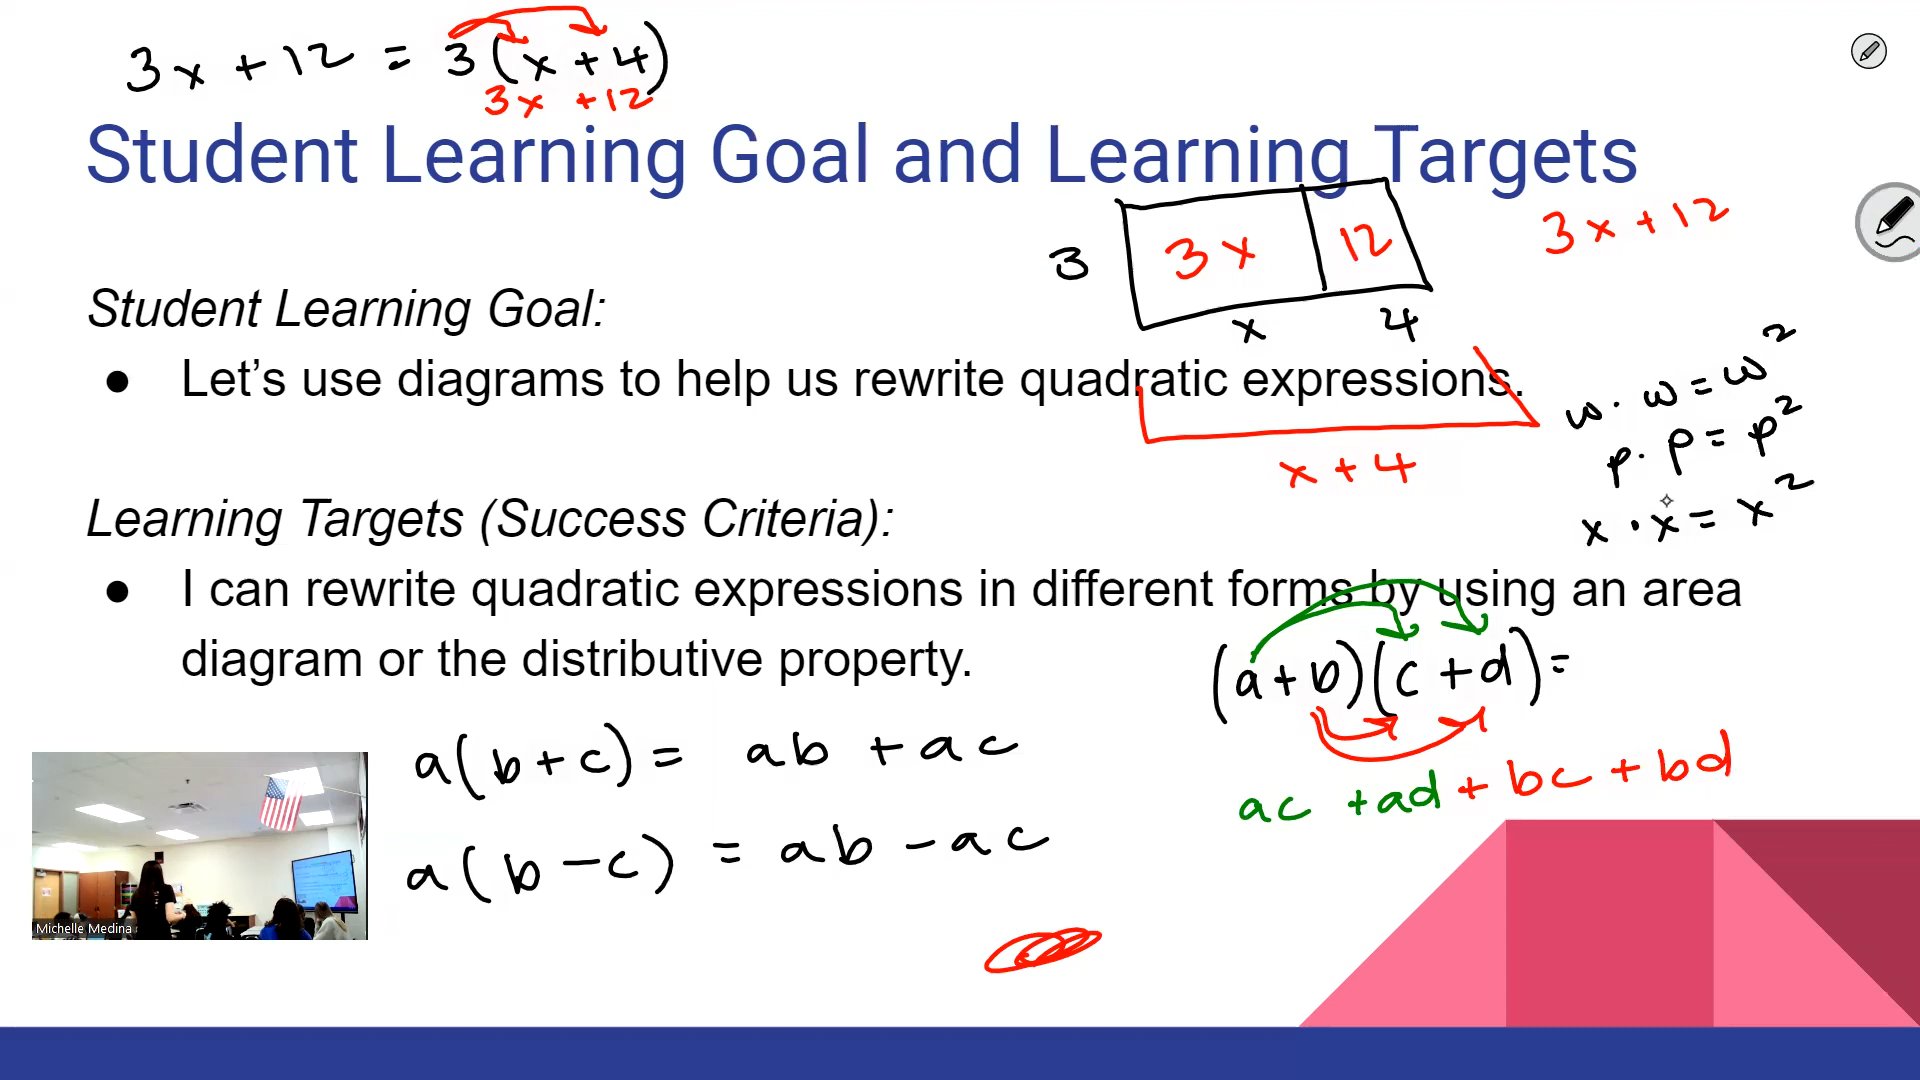 3x + 12 = 3(x + 4)
3x + 12
Student Learning Goal and Learning Targets
3x + 12
3
3x
12
x
4
Student Learning Goal:
● Let’s use diagrams to help us rewrite quadratic expressions.
w · w = w²
p · p = p²
x + 4
x · x = x²
Learning Targets (Success Criteria):
● I can rewrite quadratic expressions in different forms by using an area
diagram or the distributive property.
(a+b)(c+d)=
a(b+c) = ab + ac
ac + ad + bc + bd
a(b-c) = ab - ac
Michelle Medina